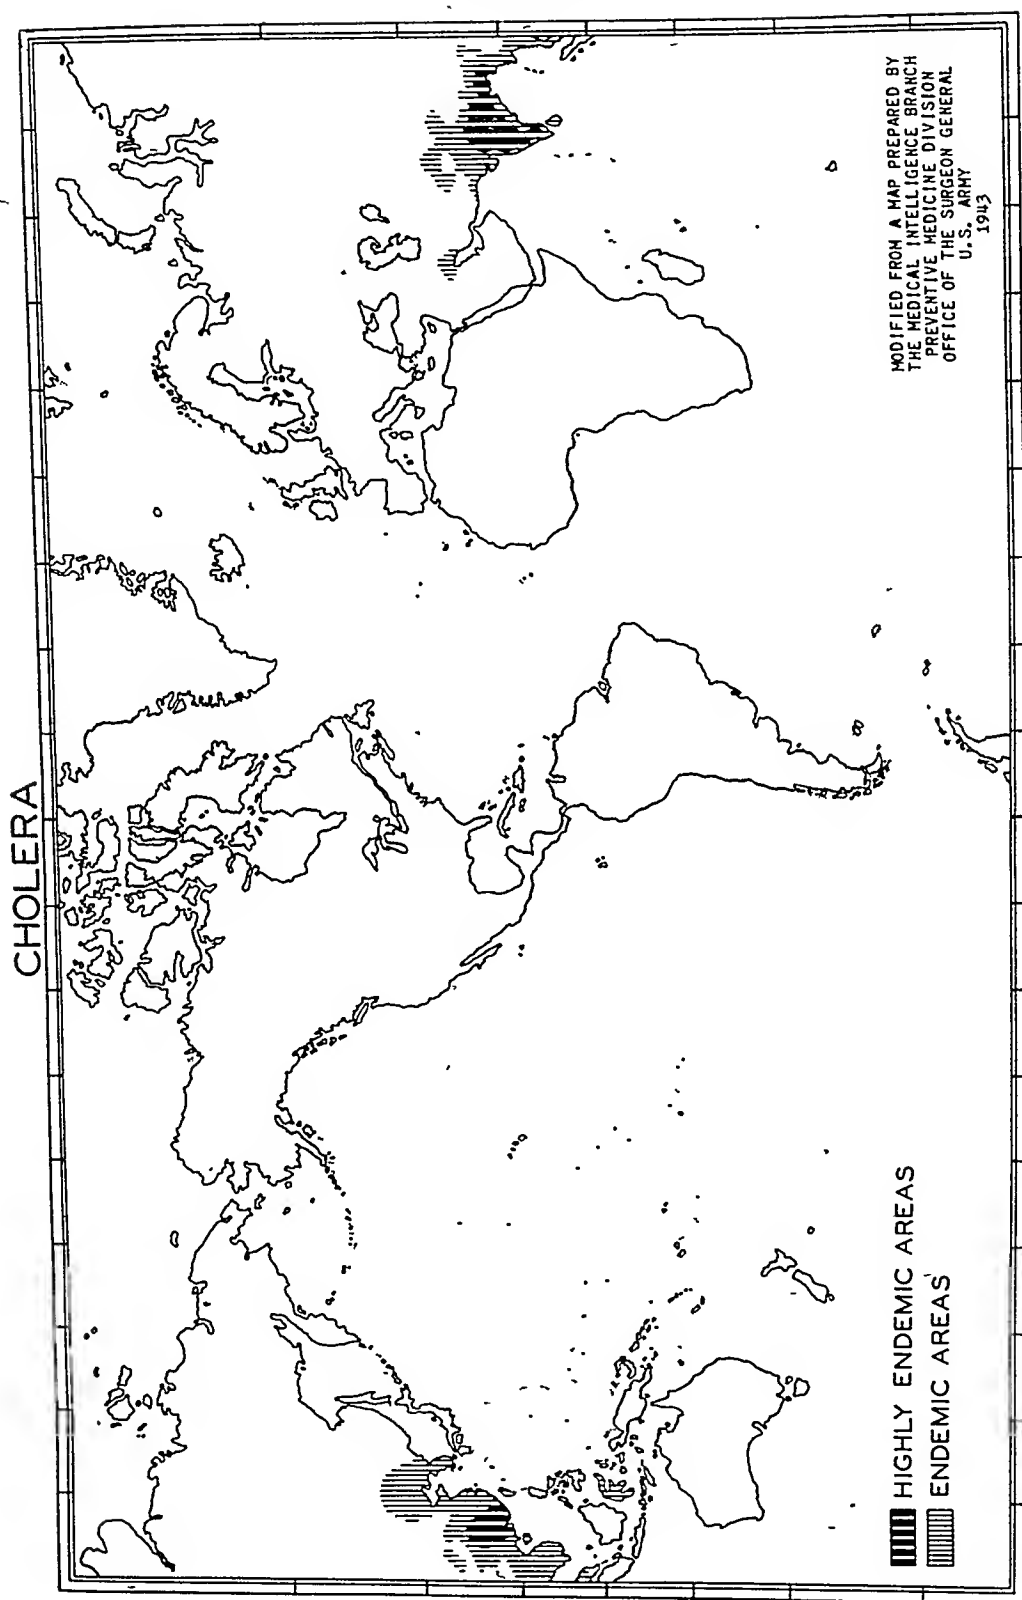 CHOLERA
MODIFIED FROM A MAP PREPARED BY
THE MEDICAL INTELLIGENCE BRANCH
PREVENTIVE MEDICINE DIVISION
OFFICE OF THE SURGEON GENERAL
U.S. ARMY
1943
HIGHLY ENDEMIC AREAS
ENDEMIC AREAS